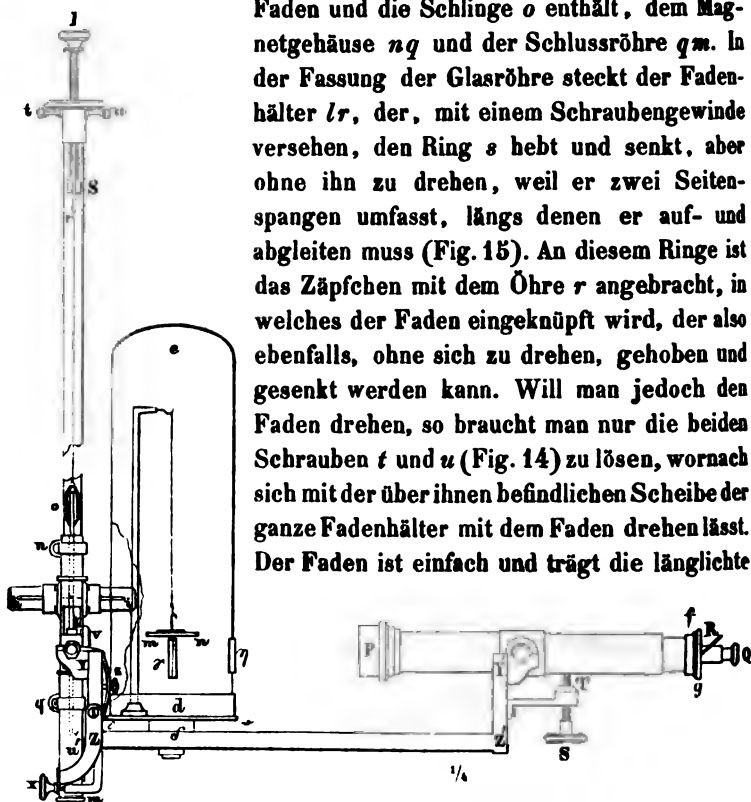 Faden und die Schlinge o enthält, dem Mag-
netgehäuse nq und der Schlussröhre qm. In
der Fassung der Glasröhre steckt der Faden-
hälter lr, der, mit einem Schraubengewinde
versehen, den Ring s hebt und senkt, aber
ohne ihn zu drehen, weil er zwei Seiten-
spangen umfasst, längs denen er auf- und
abgleiten muss (Fig. 15). An diesem Ringe ist
das Zäpfchen mit dem Öhre r angebracht, in
welches der Faden eingeknüpft wird, der also
ebenfalls, ohne sich zu drehen, gehoben und
gesenkt werden kann. Will man jedoch den
Faden drehen, so braucht man nur die beiden
Schrauben t und u (Fig. 14) zu lösen, wornach
sich mit der über ihnen befindlichen Scheibe der
ganze Fadenhälter mit dem Faden drehen lässt.
Der Faden ist einfach und trägt die länglichte
l
t
S
r
e
o
n
m n
γ
η
v
q
d
δ
u
Z
x
m
P
f
R
Q
g
T
Z
S
1/4